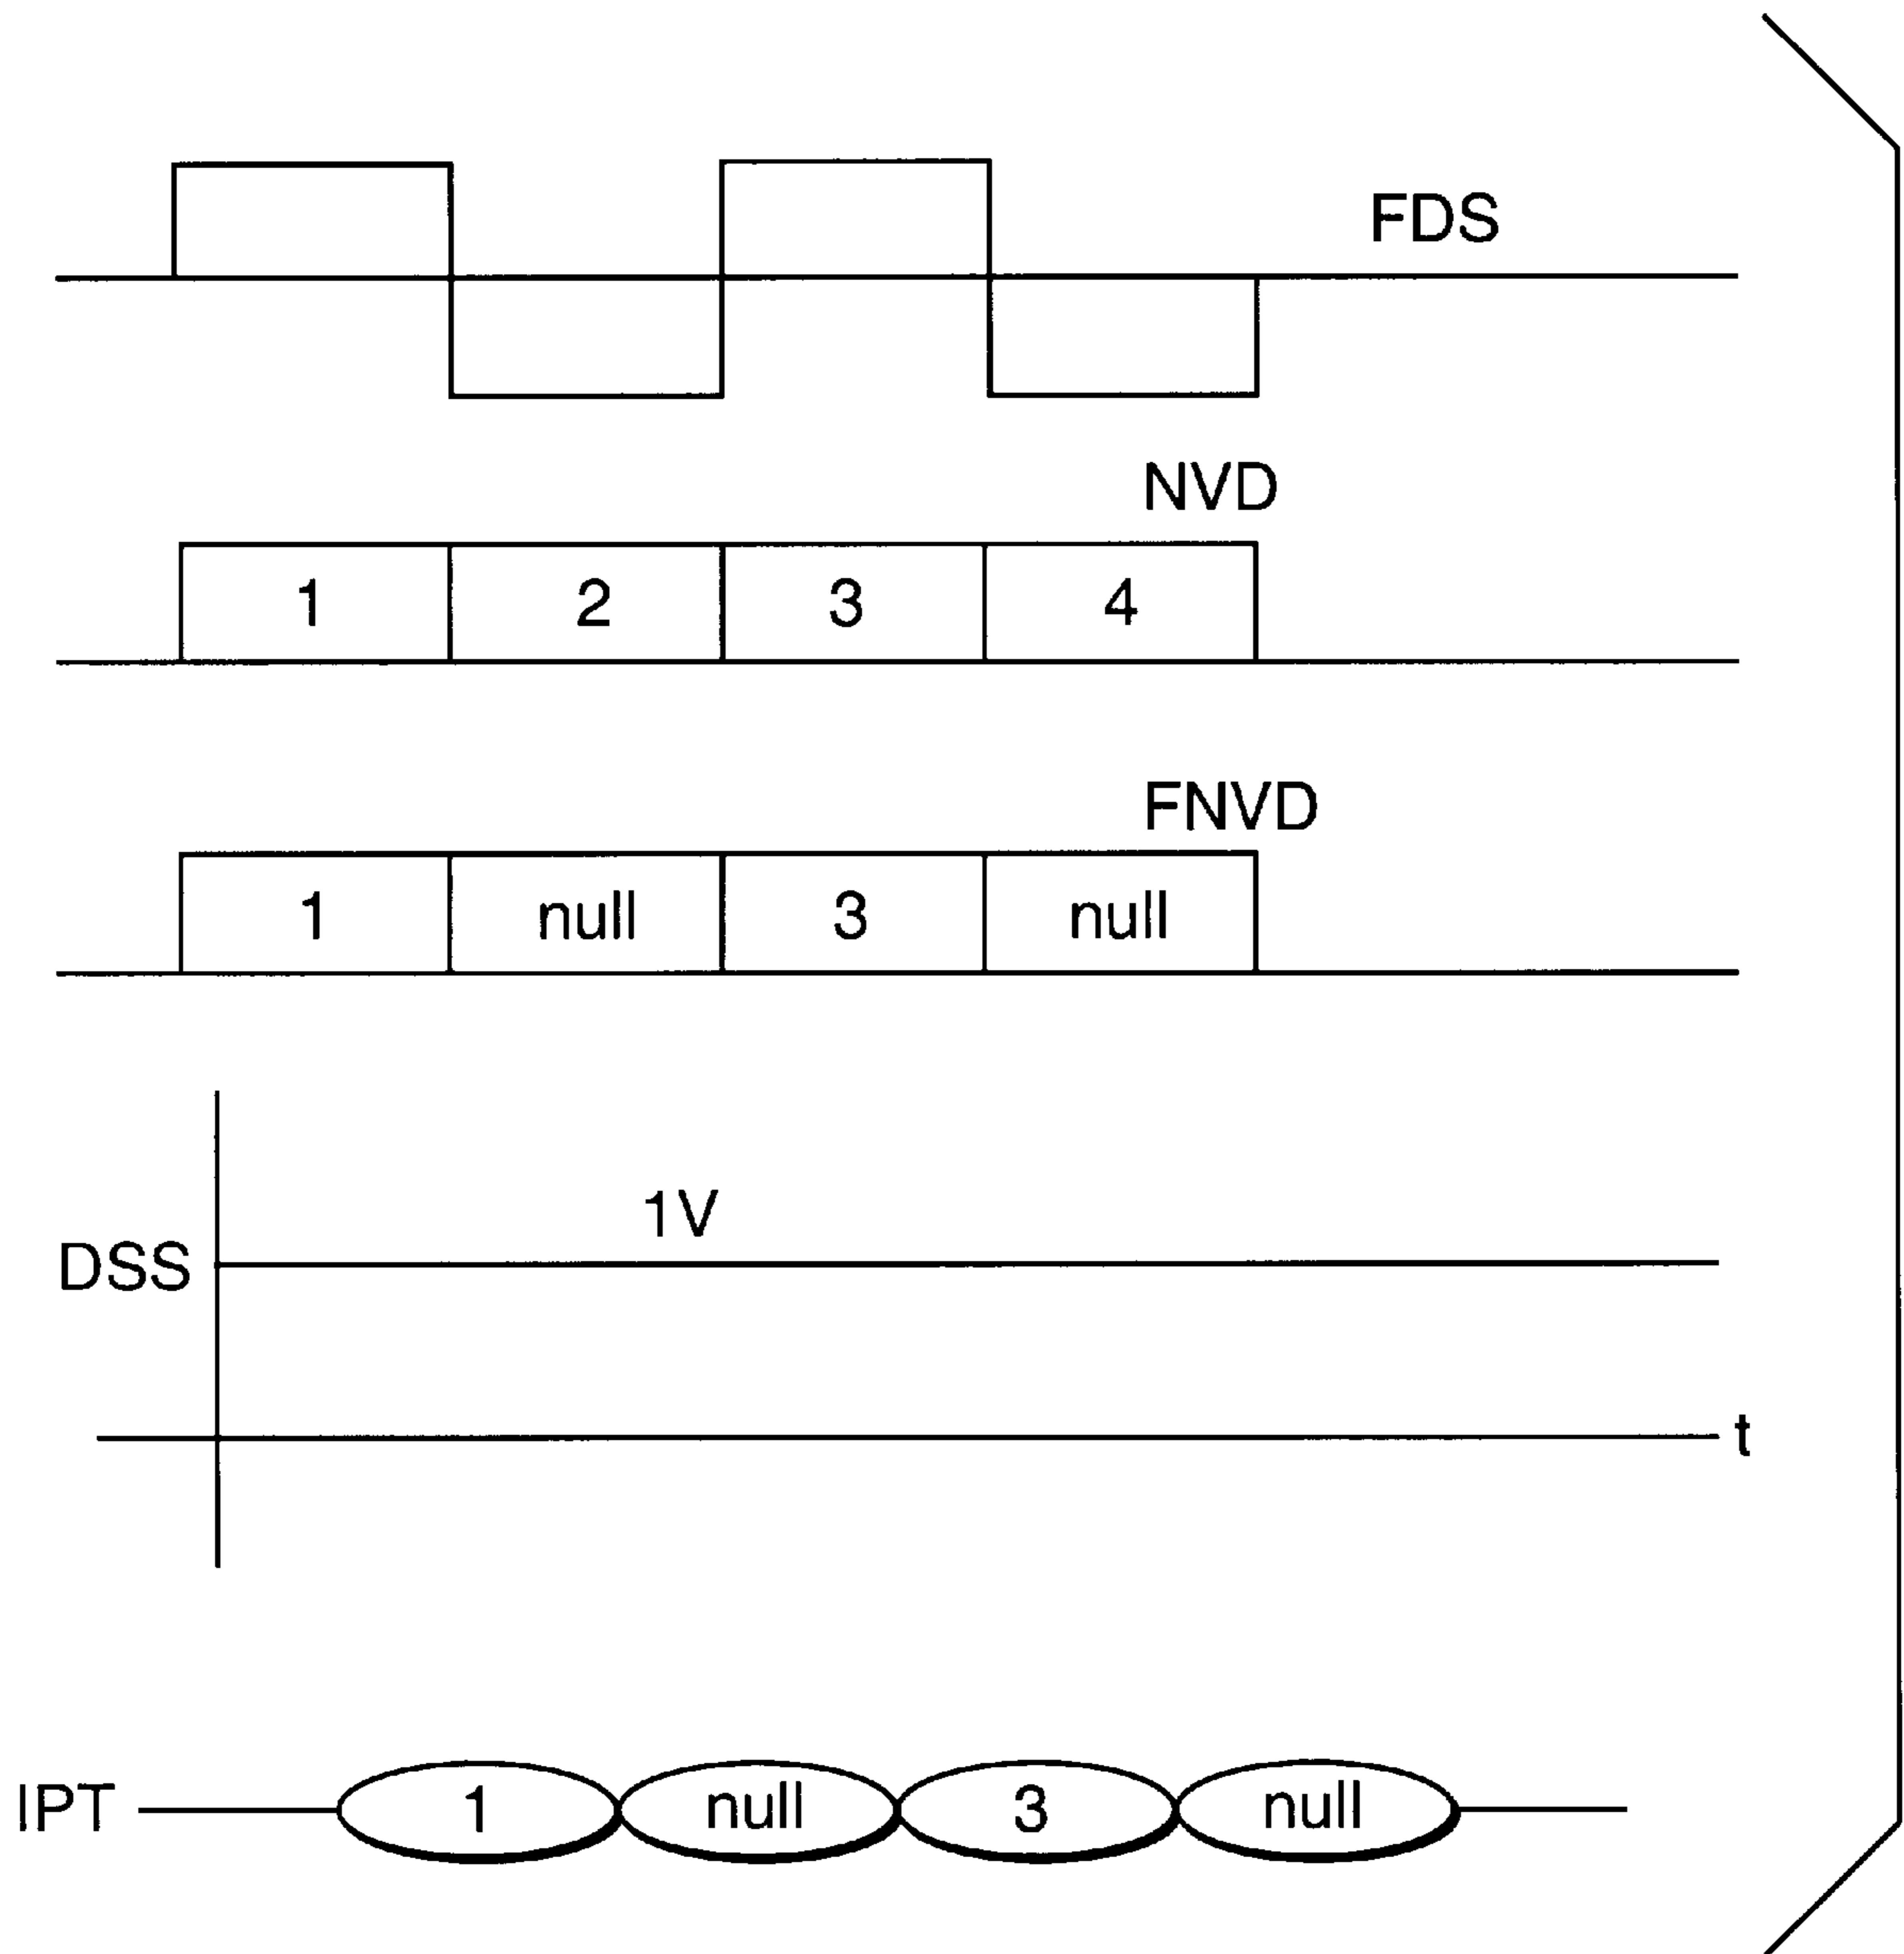 FDS
NVD
1 2 3 4
FNVD
1 null 3 null
1V
DSS
t
IPT 1 null 3 null